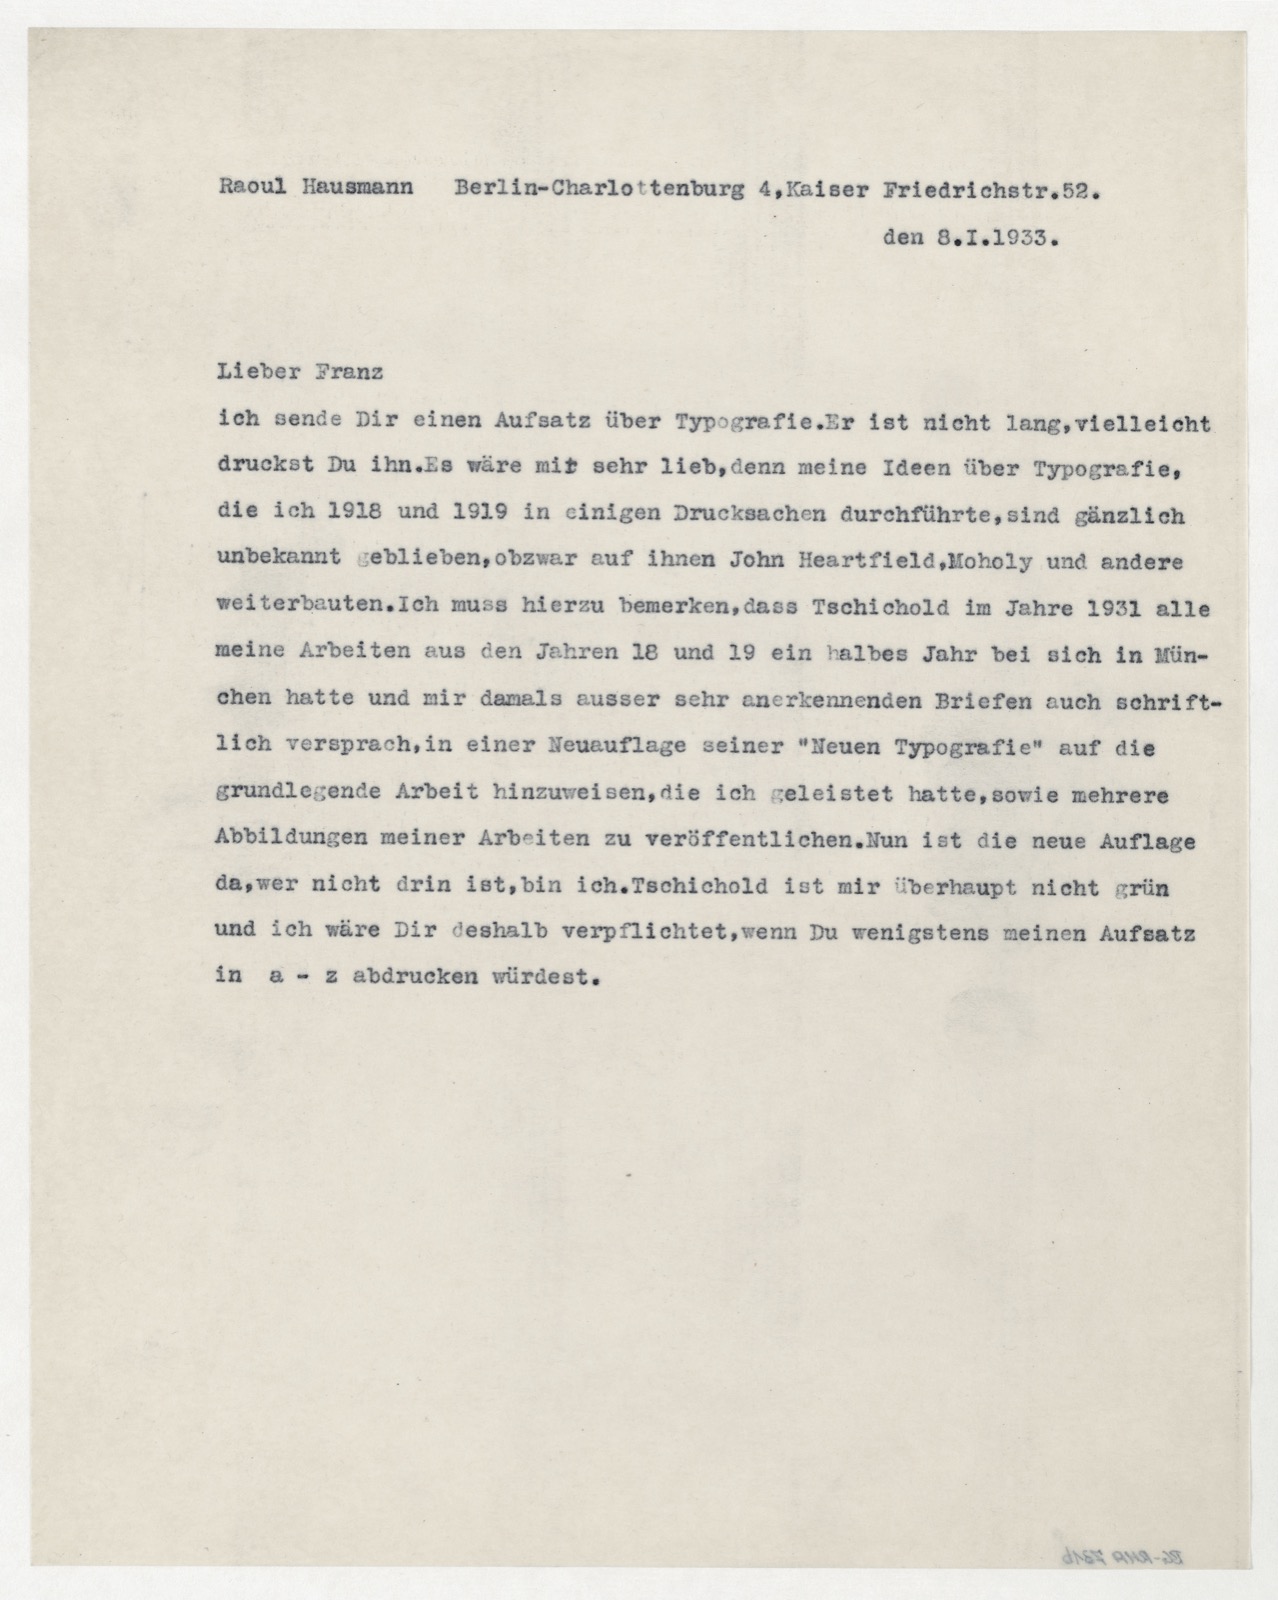 Raoul Hausmann   Berlin-Charlottenburg 4,Kaiser Friedrichstr.52.
den 8.I.1933.
Lieber Franz
ich sende Dir einen Aufsatz über Typografie.Er ist nicht lang,vielleicht
druckst Du ihn.Es wäre mir sehr lieb,denn meine Ideen über Typografie,
die ich 1918 und 1919 in einigen Drucksachen durchführte,sind gänzlich
unbekannt geblieben,obzwar auf ihnen John Heartfield,Moholy und andere
weiterbauten.Ich muss hierzu bemerken,dass Tschichold im Jahre 1931 alle
meine Arbeiten aus den Jahren 18 und 19 ein halbes Jahr bei sich in Mün-
chen hatte und mir damals ausser sehr anerkennenden Briefen auch schrift-
lich versprach,in einer Neuauflage seiner "Neuen Typografie" auf die
grundlegende Arbeit hinzuweisen,die ich geleistet hatte,sowie mehrere
Abbildungen meiner Arbeiten zu veröffentlichen.Nun ist die neue Auflage
da,wer nicht drin ist,bin ich.Tschichold ist mir überhaupt nicht grün
und ich wäre Dir deshalb verpflichtet,wenn Du wenigstens meinen Aufsatz
in  a - z abdrucken würdest.